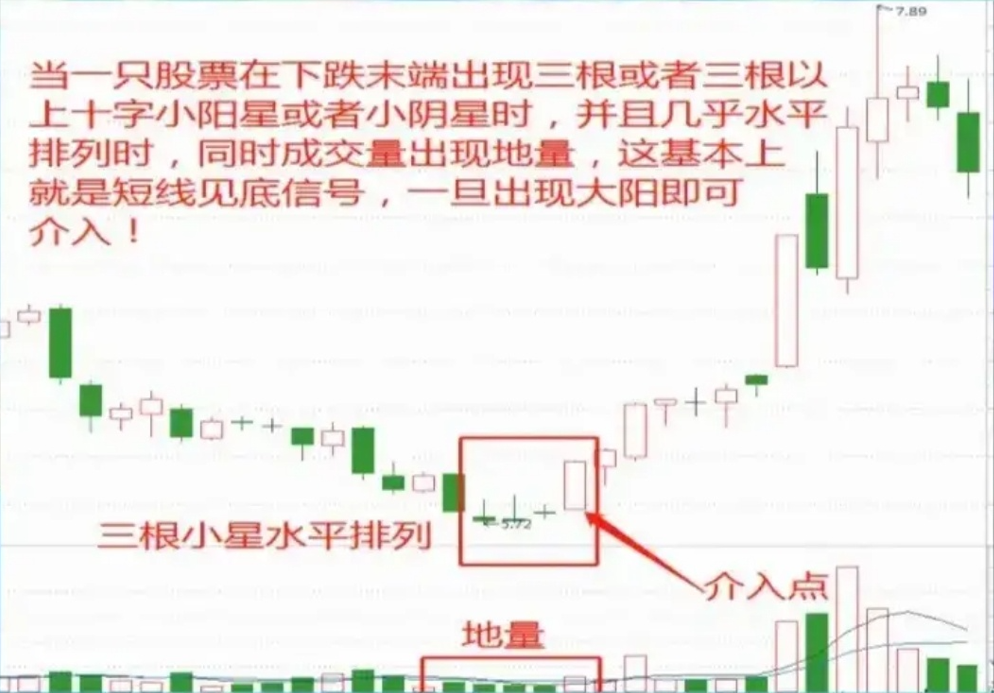 7.89
当一只股票在下跌末端出现三根或者三根以
上十字小阳星或者小阴星时，并且几乎水平
排列时，同时成交量出现地量，这基本上
就是短线见底信号，一旦出现大阳即可
介入！
5.72
三根小星水平排列
介入点
地量